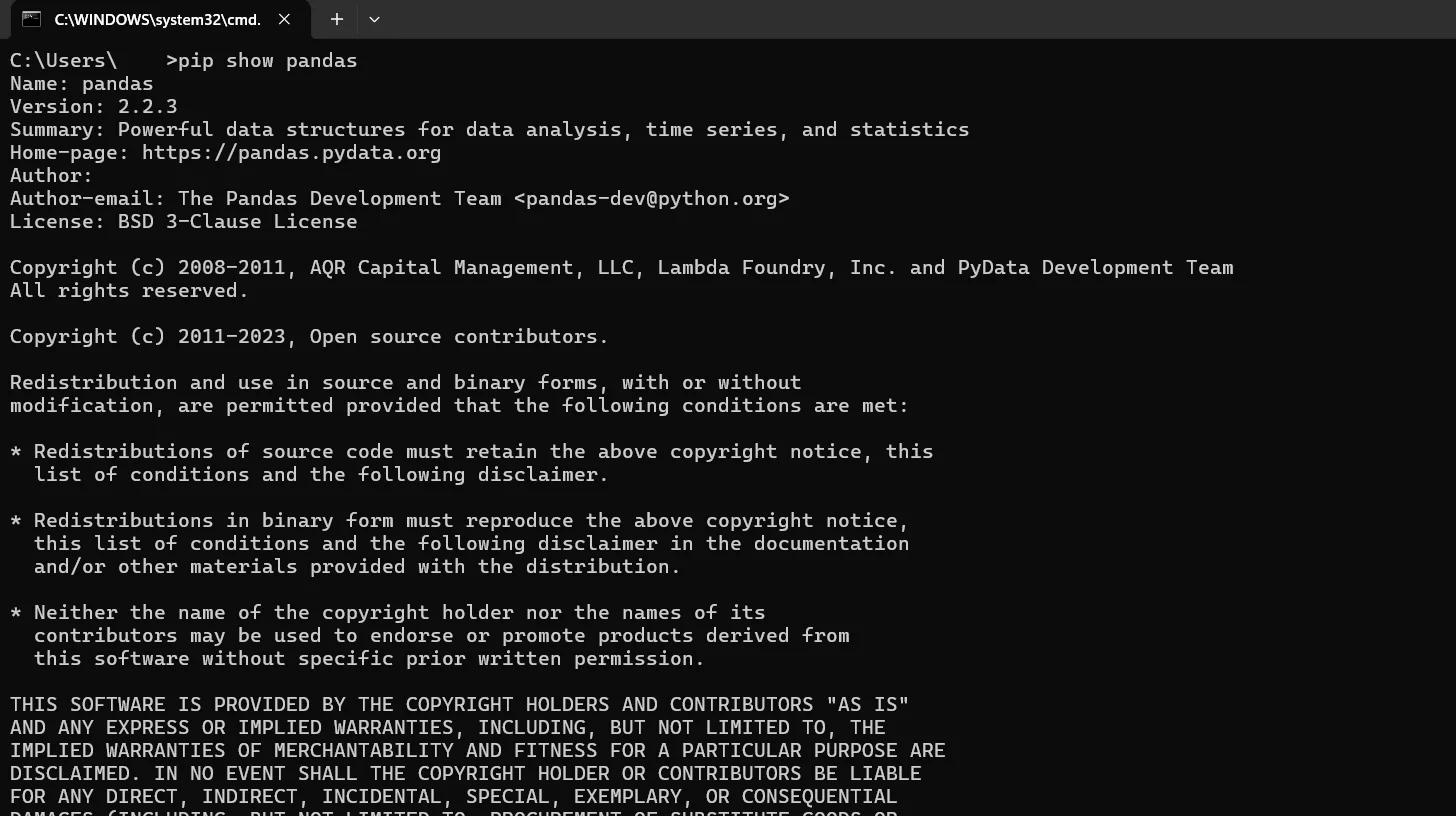 C:\WINDOWS\system32\cmd.
C:\Users\    >pip show pandas
Name: pandas
Version: 2.2.3
Summary: Powerful data structures for data analysis, time series, and statistics
Home-page: https://pandas.pydata.org
Author:
Author-email: The Pandas Development Team <pandas-dev@python.org>
License: BSD 3-Clause License

Copyright (c) 2008-2011, AQR Capital Management, LLC, Lambda Foundry, Inc. and PyData Development Team
All rights reserved.

Copyright (c) 2011-2023, Open source contributors.

Redistribution and use in source and binary forms, with or without
modification, are permitted provided that the following conditions are met:

* Redistributions of source code must retain the above copyright notice, this
  list of conditions and the following disclaimer.

* Redistributions in binary form must reproduce the above copyright notice,
  this list of conditions and the following disclaimer in the documentation
  and/or other materials provided with the distribution.

* Neither the name of the copyright holder nor the names of its
  contributors may be used to endorse or promote products derived from
  this software without specific prior written permission.

THIS SOFTWARE IS PROVIDED BY THE COPYRIGHT HOLDERS AND CONTRIBUTORS "AS IS"
AND ANY EXPRESS OR IMPLIED WARRANTIES, INCLUDING, BUT NOT LIMITED TO, THE
IMPLIED WARRANTIES OF MERCHANTABILITY AND FITNESS FOR A PARTICULAR PURPOSE ARE
DISCLAIMED. IN NO EVENT SHALL THE COPYRIGHT HOLDER OR CONTRIBUTORS BE LIABLE
FOR ANY DIRECT, INDIRECT, INCIDENTAL, SPECIAL, EXEMPLARY, OR CONSEQUENTIAL
DAMAGES (INCLUDING, BUT NOT LIMITED TO, PROCUREMENT OF SUBSTITUTE GOODS OR